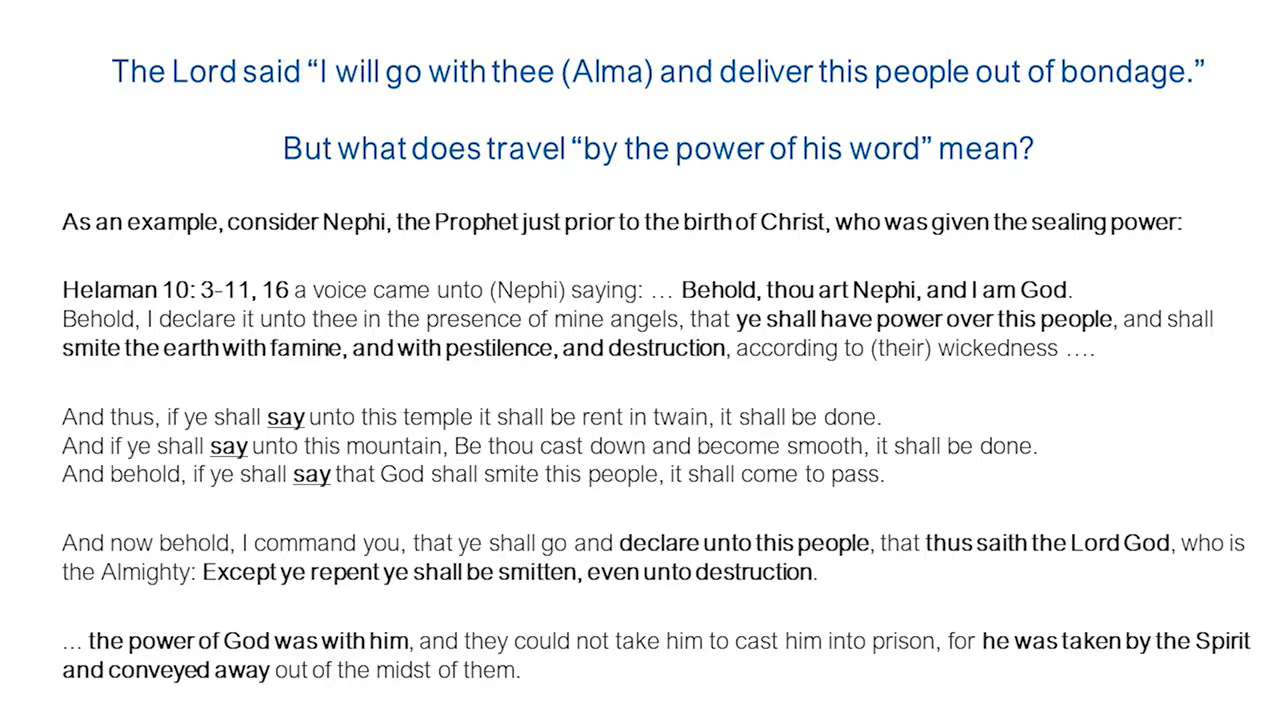 The Lord said “I will go with thee (Alma) and deliver this people out of bondage.”
But what does travel “by the power of his word” mean?
As an example, consider Nephi, the Prophet just prior to the birth of Christ, who was given the sealing power:
Helaman 10: 3-11, 16 a voice came unto (Nephi) saying: … Behold, thou art Nephi, and I am God.
Behold, I declare it unto thee in the presence of mine angels, that ye shall have power over this people, and shall
smite the earth with famine, and with pestilence, and destruction, according to (their) wickedness ….
And thus, if ye shall say unto this temple it shall be rent in twain, it shall be done.
And if ye shall say unto this mountain, Be thou cast down and become smooth, it shall be done.
And behold, if ye shall say that God shall smite this people, it shall come to pass.
And now behold, I command you, that ye shall go and declare unto this people, that thus saith the Lord God, who is
the Almighty: Except ye repent ye shall be smitten, even unto destruction.
… the power of God was with him, and they could not take him to cast him into prison, for he was taken by the Spirit
and conveyed away out of the midst of them.